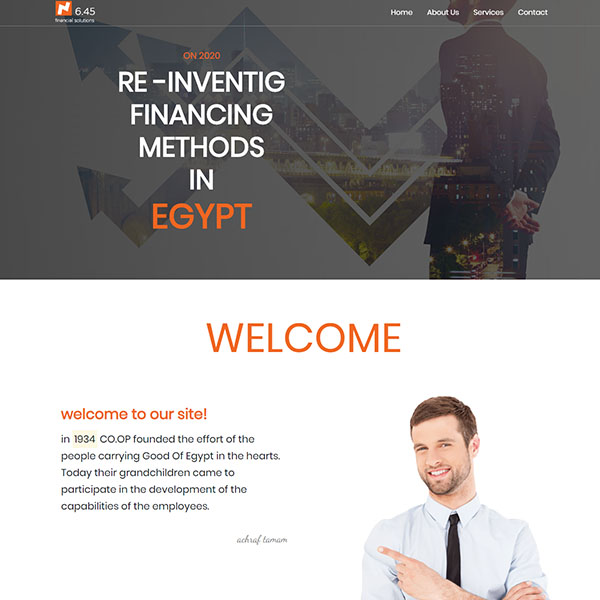 6.45
financial solutions
Home About Us Services Contact
ON 2020
RE -INVENTIG
FINANCING
METHODS
IN
EGYPT
WELCOME
welcome to our site!
in 1934 CO.OP founded the effort of the
people carrying Good Of Egypt in the hearts.
Today their grandchildren came to
participate in the development of the
capabilities of the employees.
achraf tamam